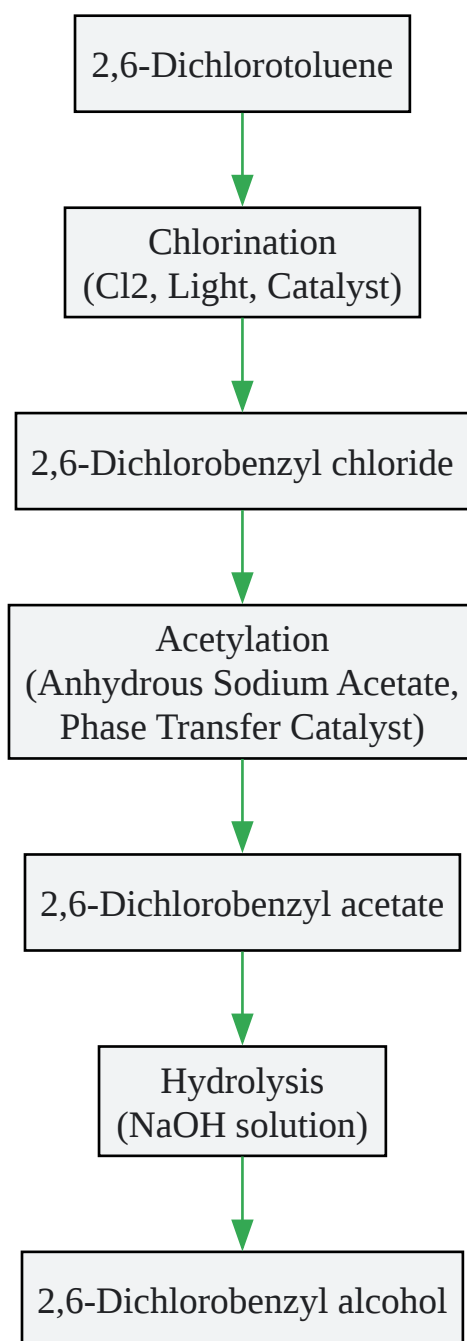 2,6-Dichlorotoluene
Chlorination
(Cl2, Light, Catalyst)
2,6-Dichlorobenzyl chloride
Acetylation
(Anhydrous Sodium Acetate,
Phase Transfer Catalyst)
2,6-Dichlorobenzyl acetate
Hydrolysis
(NaOH solution)
2,6-Dichlorobenzyl alcohol